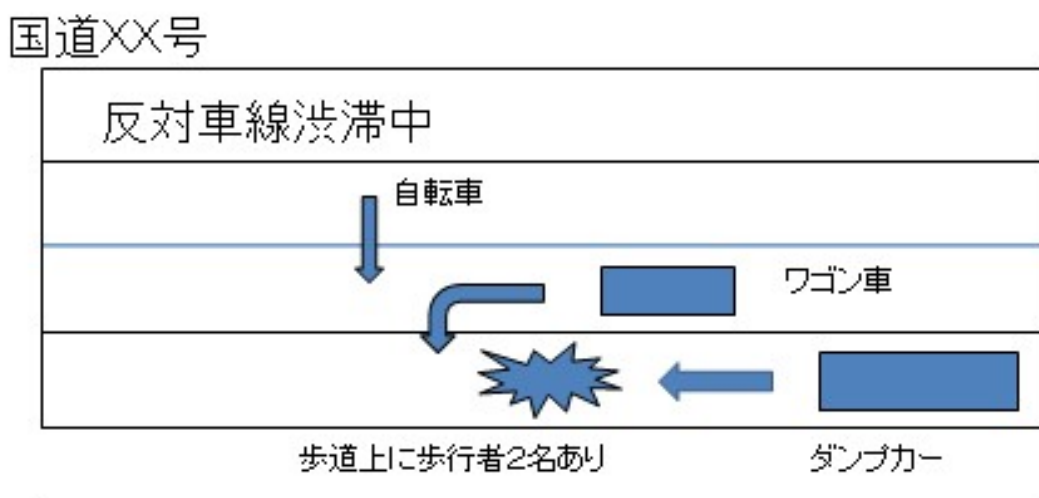 国道XX号
反対車線渋滞中
自転車
ワゴン車
歩道上に歩行者2名あり
ダンプカー